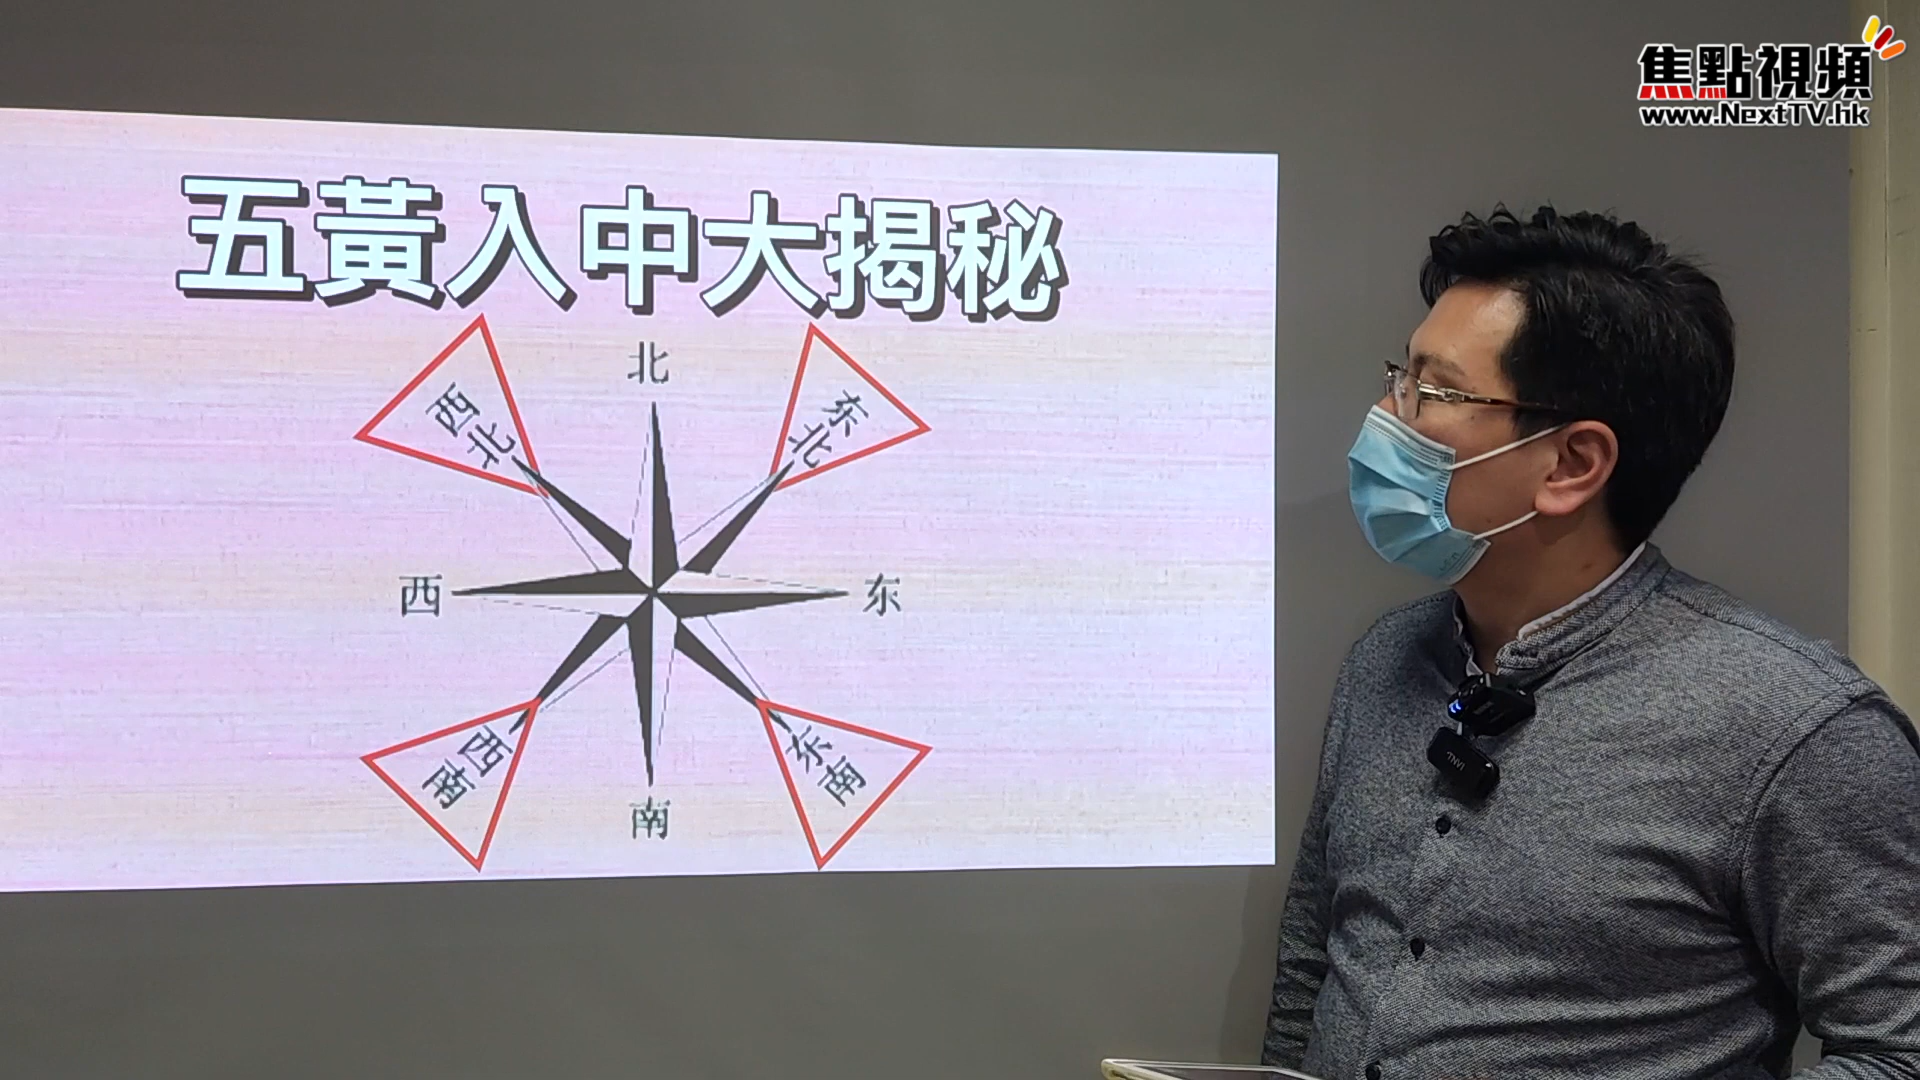 焦點視頻
www.NextTV.hk
五黃入中大揭秘
北
西北
东北
西
东
西南
东南
南